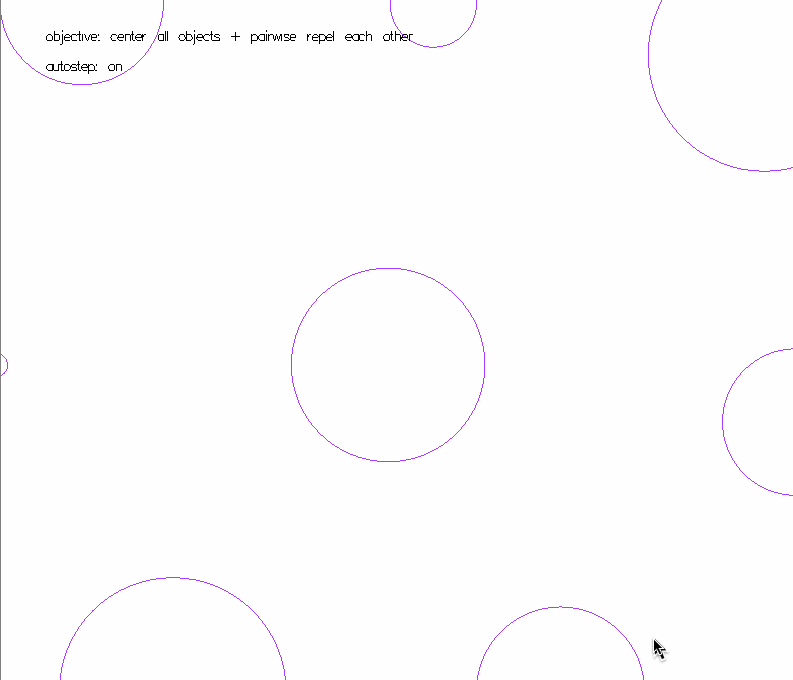 objective: center all objects + pairwise repel each other
autostep: on